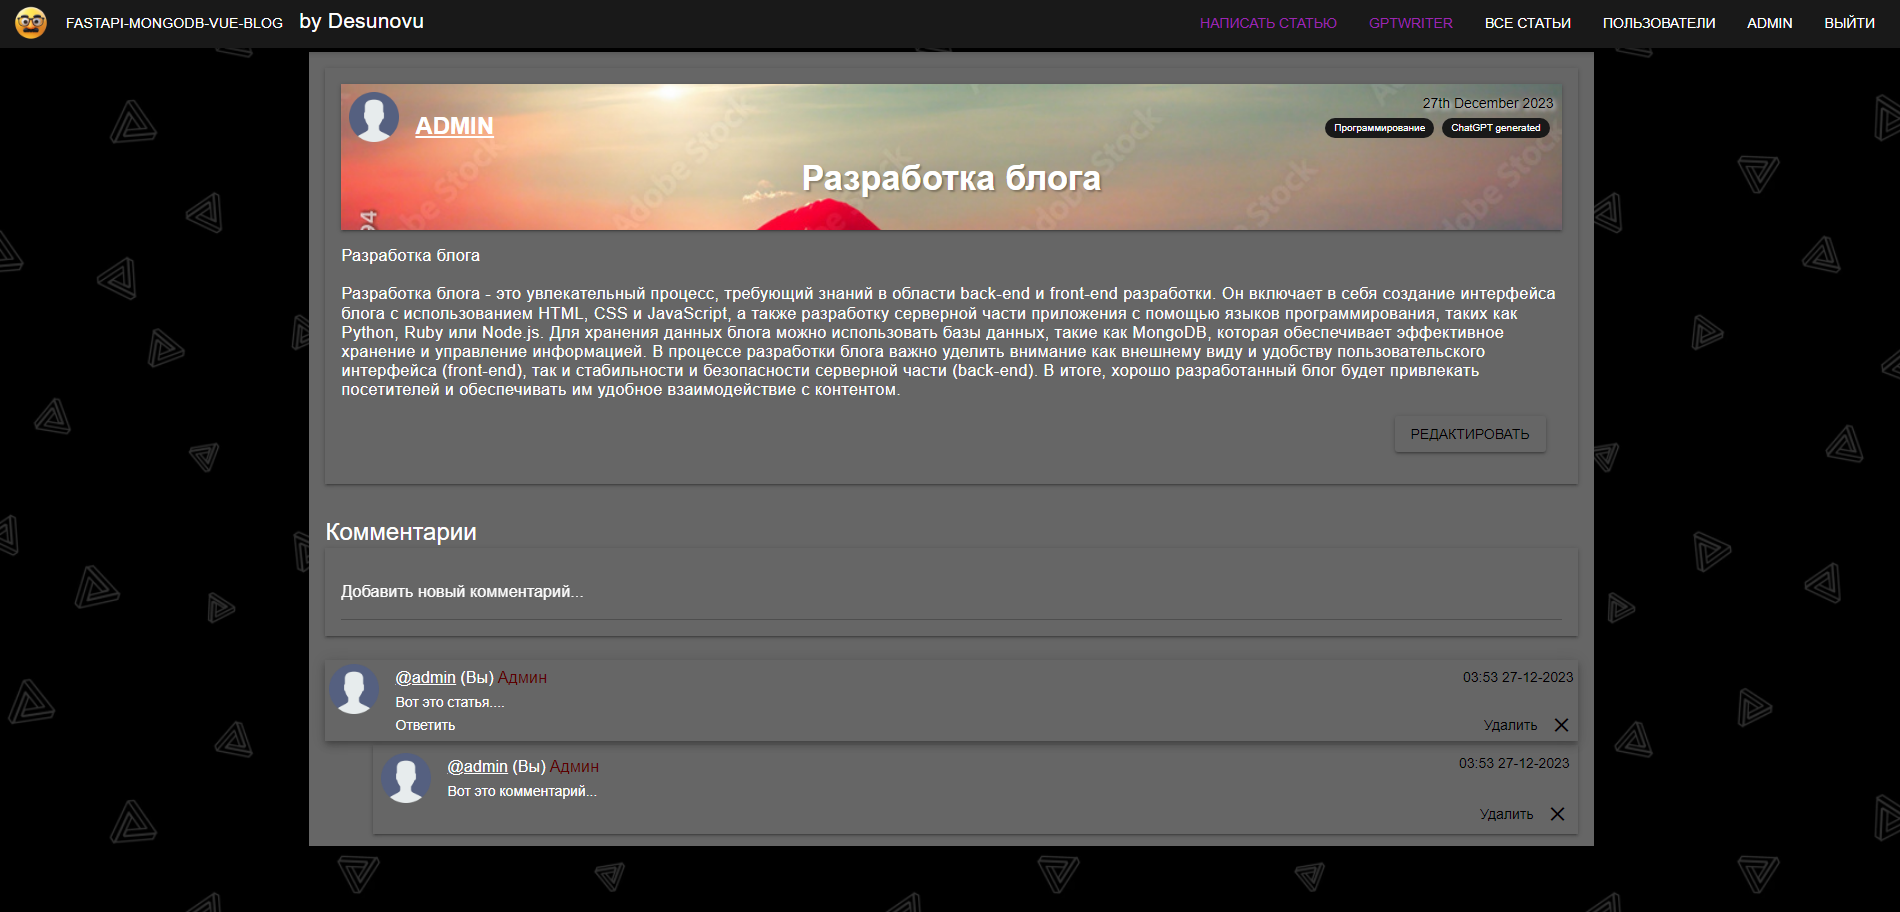 FASTAPI-MONGODB-VUE-BLOG by Desunovu НАПИСАТЬ СТАТЬЮ GPTWRITER ВСЕ СТАТЬИ ПОЛЬЗОВАТЕЛИ ADMIN ВЫЙТИ
ADMIN
27th December 2023
Программирование ChatGPT generated
Разработка блога
Adobe Stock
Adobe Stock
Adobe Stock
Разработка блога
Разработка блога - это увлекательный процесс, требующий знаний в области back-end и front-end разработки. Он включает в себя создание интерфейса
блога с использованием HTML, CSS и JavaScript, а также разработку серверной части приложения с помощью языков программирования, таких как
Python, Ruby или Node.js. Для хранения данных блога можно использовать базы данных, такие как MongoDB, которая обеспечивает эффективное
хранение и управление информацией. В процессе разработки блога важно уделить внимание как внешнему виду и удобству пользовательского
интерфейса (front-end), так и стабильности и безопасности серверной части (back-end). В итоге, хорошо разработанный блог будет привлекать
посетителей и обеспечивать им удобное взаимодействие с контентом.
РЕДАКТИРОВАТЬ
Комментарии
Добавить новый комментарий...
@admin (Вы) Админ 03:53 27-12-2023
Вот это статья....
Ответить Удалить
@admin (Вы) Админ 03:53 27-12-2023
Вот это комментарий...
Удалить